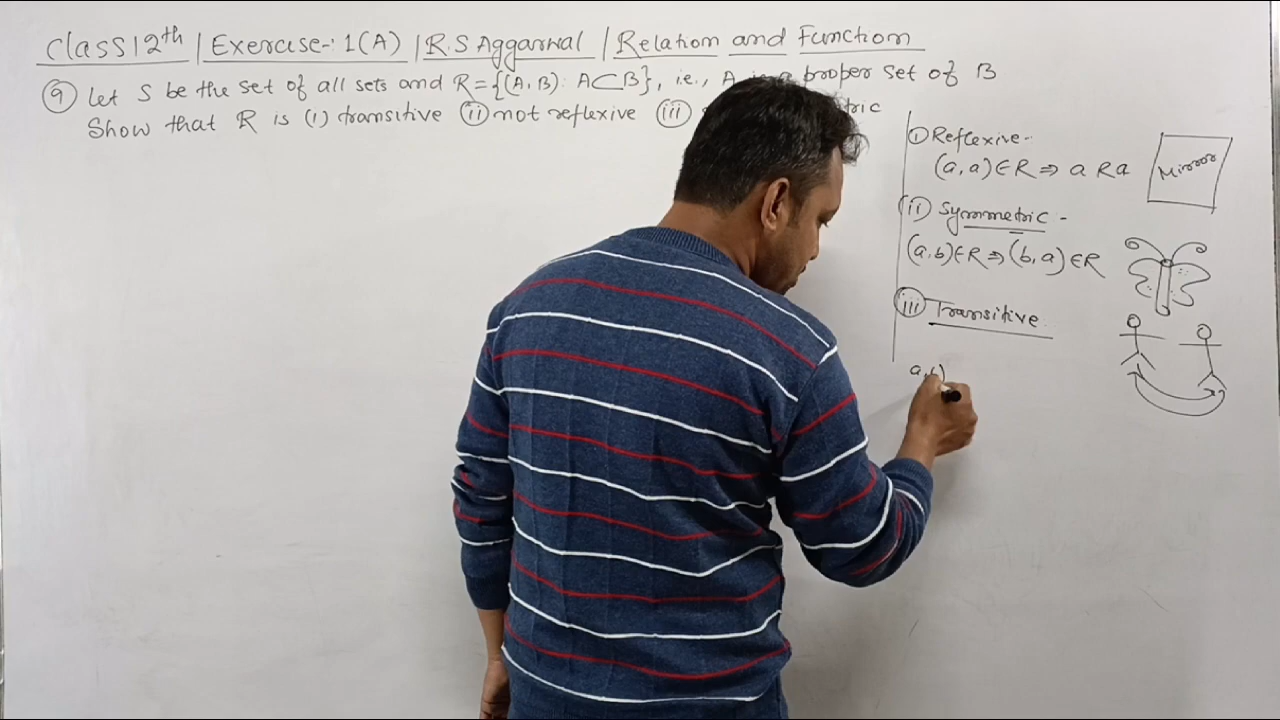 Class 12th | Exercise-: 1(A) | R.S Aggarwal | Relation and Function
9 Let S be the set of all sets and R = {(A, B): A⊂B}, i.e., A proper set of B
Show that R is (i) transitive (ii) not reflexive (iii)
(i) Reflexive-
(a, a) ∈ R ⇒ a R a
Mirror
(ii) Symmetric -
(a, b) ∈ R ⇒ (b, a) ∈ R
(iii) Transitive